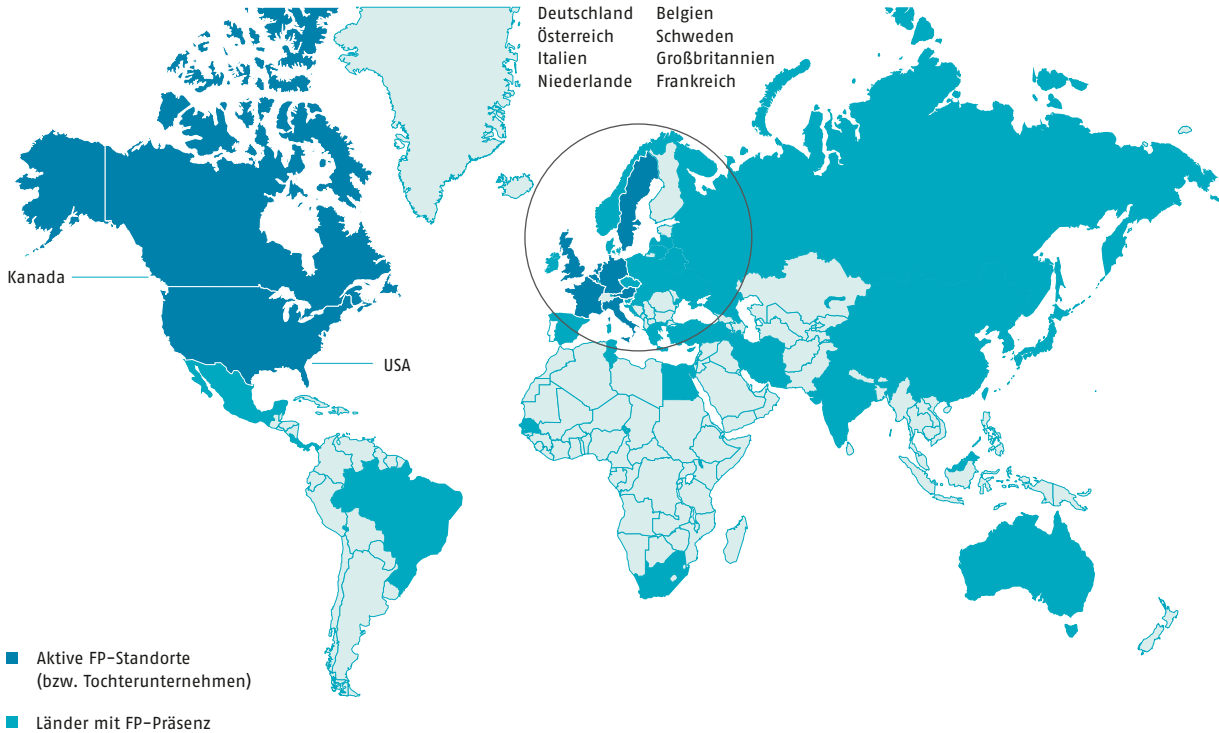 Deutschland Belgien
Österreich Schweden
Italien Großbritannien
Niederlande Frankreich
Kanada
USA
Aktive FP-Standorte
(bzw. Tochterunternehmen)
Länder mit FP-Präsenz